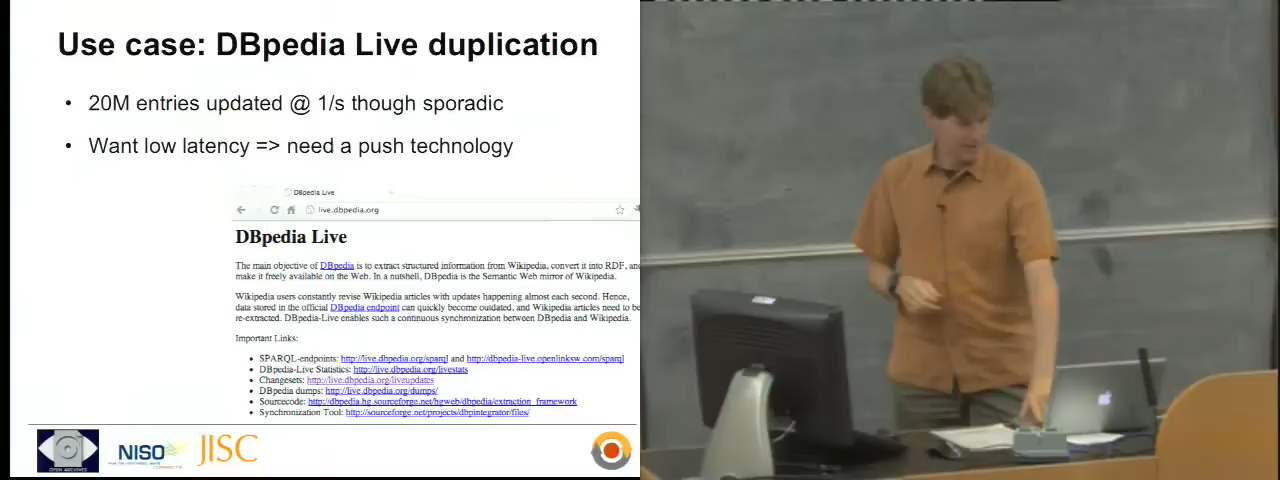 Use case: DBpedia Live duplication
• 20M entries updated @ 1/s though sporadic
• Want low latency => need a push technology
DBpedia Live
live.dbpedia.org
DBpedia Live
The main objective of DBpedia is to extract structured information from Wikipedia, convert it into RDF, and
make it freely available on the Web. In a nutshell, DBpedia is the Semantic Web mirror of Wikipedia.
Wikipedia users constantly revise Wikipedia articles with updates happening almost each second. Hence,
data stored in the official DBpedia endpoint can quickly become outdated, and Wikipedia articles need to be
re-extracted. DBpedia-Live enables such a continuous synchronization between DBpedia and Wikipedia.
Important Links:
• SPARQL-endpoints: http://live.dbpedia.org/sparql and http://dbpedia-live.openlinksw.com/sparql
• DBpedia-Live Statistics: http://live.dbpedia.org/livestats
• Changesets: http://live.dbpedia.org/liveupdates
• DBpedia dumps: http://live.dbpedia.org/dumps/
• Sourcecode: http://dbpedia.hg.sourceforge.net/hgweb/dbpedia/extraction_framework
• Synchronization Tool: http://sourceforge.net/projects/dbpintegrator/files/
OPEN ARCHIVES
NISO
JISC